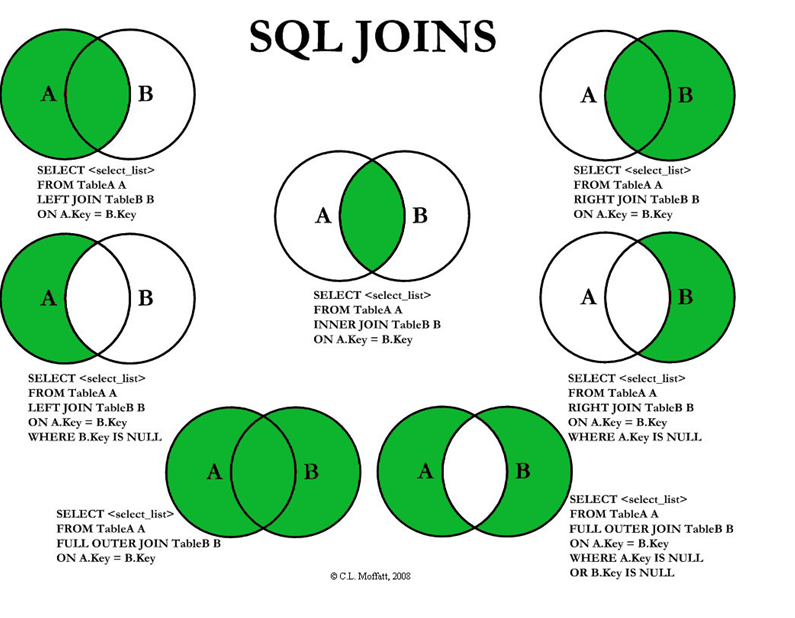 SQL JOINS
A B
SELECT <select_list>
FROM TableA A
LEFT JOIN TableB B
ON A.Key = B.Key
A B
SELECT <select_list>
FROM TableA A
RIGHT JOIN TableB B
ON A.Key = B.Key
A B
SELECT <select_list>
FROM TableA A
INNER JOIN TableB B
ON A.Key = B.Key
A B
SELECT <select_list>
FROM TableA A
LEFT JOIN TableB B
ON A.Key = B.Key
WHERE B.Key IS NULL
A B
SELECT <select_list>
FROM TableA A
RIGHT JOIN TableB B
ON A.Key = B.Key
WHERE A.Key IS NULL
A B
SELECT <select_list>
FROM TableA A
FULL OUTER JOIN TableB B
ON A.Key = B.Key
A B
SELECT <select_list>
FROM TableA A
FULL OUTER JOIN TableB B
ON A.Key = B.Key
WHERE A.Key IS NULL
OR B.Key IS NULL
© C.L. Moffatt, 2008